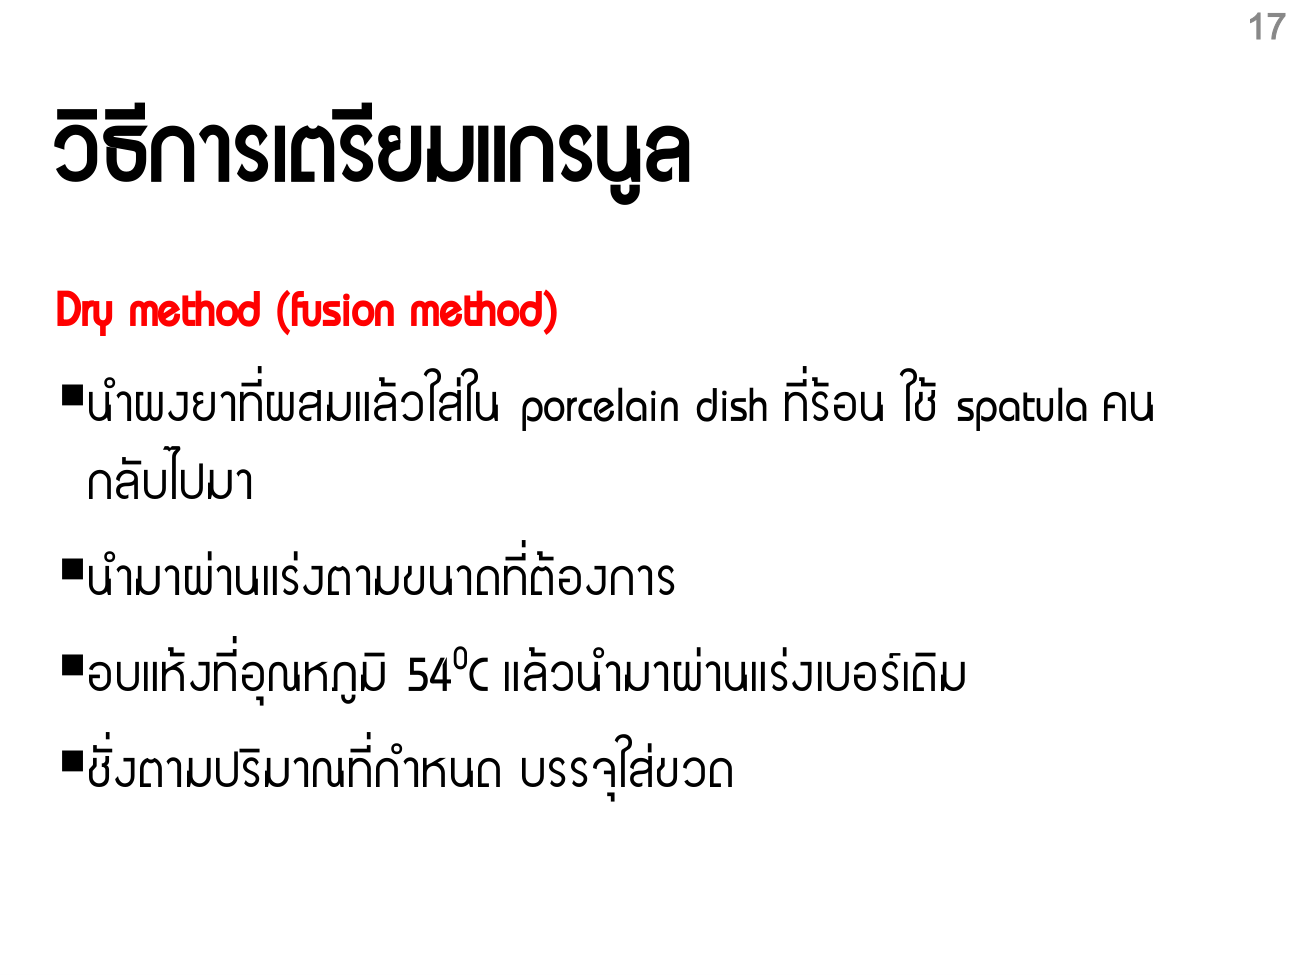 17
วิธีการเตรียมแกรนูล
Dry method (fusion method)
▪นำผงยาที่ผสมแล้วใส่ใน porcelain dish ที่ร้อน ใช้ spatula คน
กลับไปมา
▪นำมาผ่านแร่งตามขนาดที่ต้องการ
▪อบแห้งที่อุณหภูมิ 54⁰C แล้วนำมาผ่านแร่งเบอร์เดิม
▪ชั่งตามปริมาณที่กำหนด บรรจุใส่ขวด